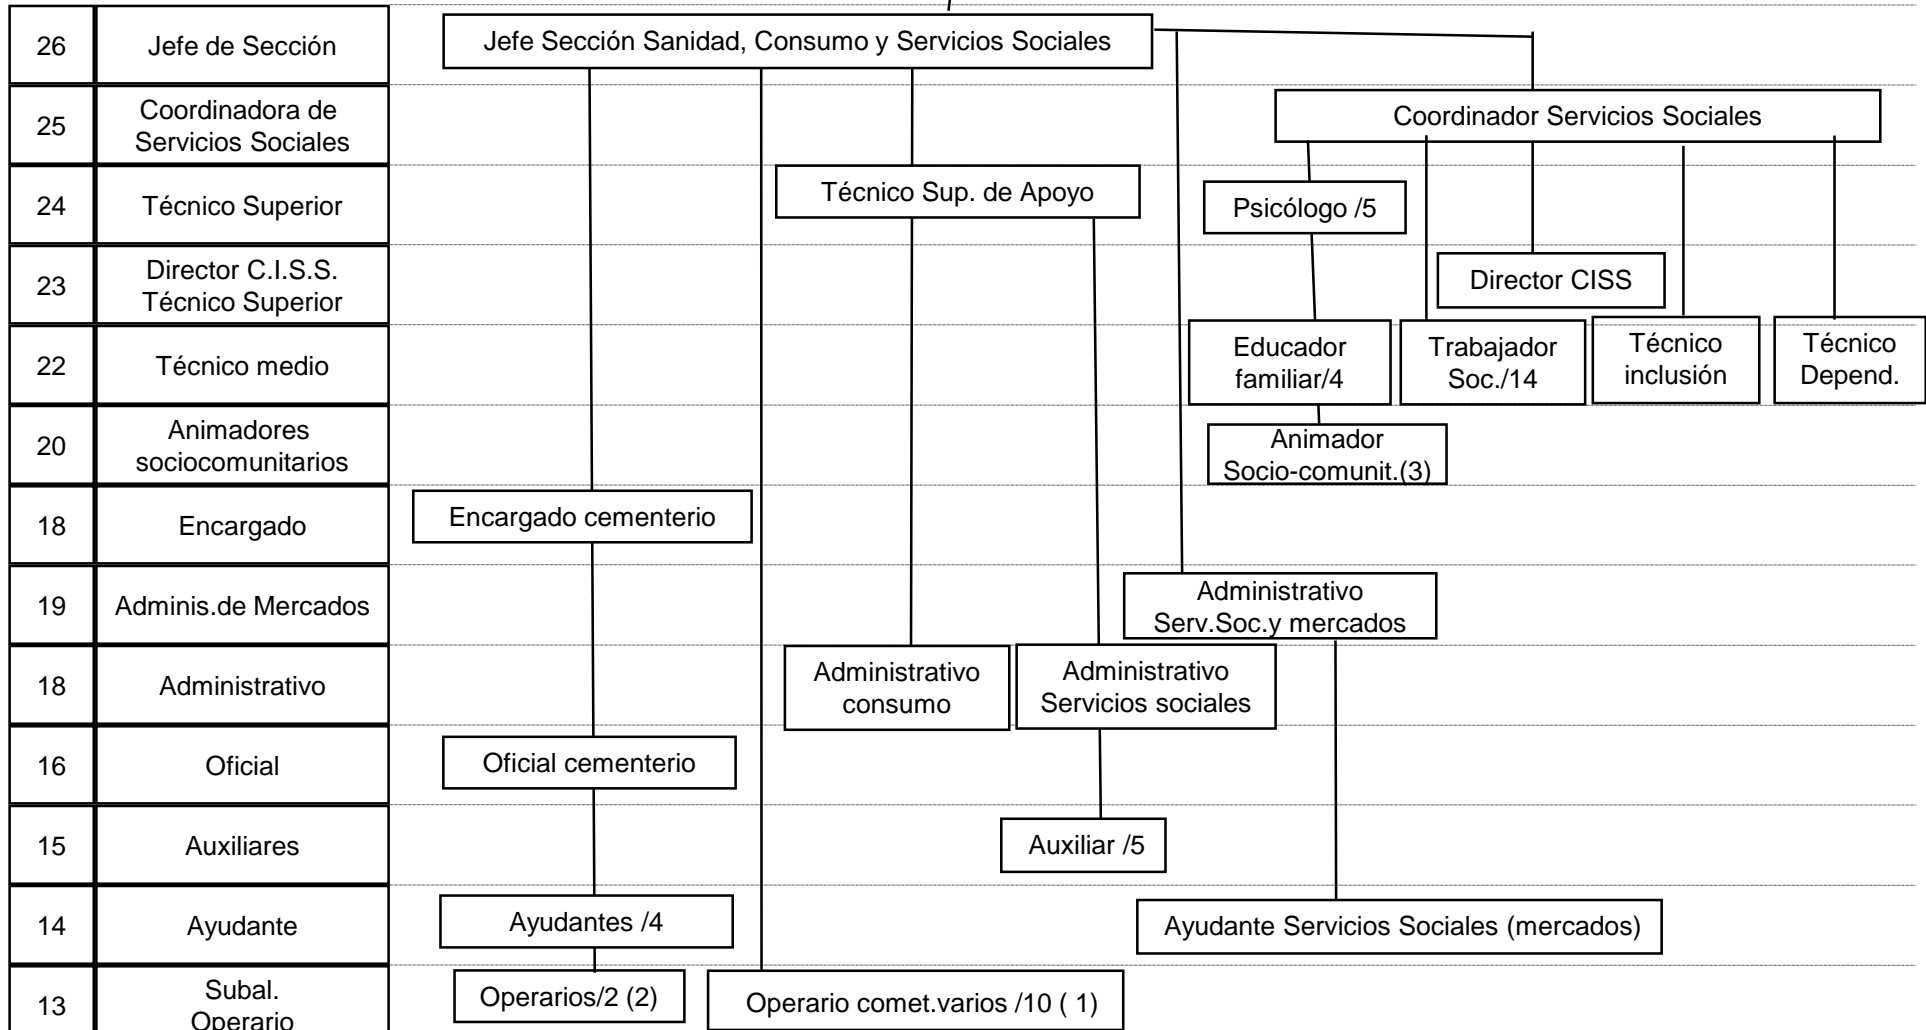 26
Jefe de Sección
Jefe Sección Sanidad, Consumo y Servicios Sociales
25
Coordinadora de
Servicios Sociales
Coordinador Servicios Sociales
24
Técnico Superior
Técnico Sup. de Apoyo
Psicólogo /5
23
Director C.I.S.S.
Técnico Superior
Director CISS
22
Técnico medio
Educador
familiar/4
Trabajador
Soc./14
Técnico
inclusión
Técnico
Depend.
20
Animadores
sociocomunitarios
Animador
Socio-comunit.(3)
18
Encargado
Encargado cementerio
19
Adminis.de Mercados
Administrativo
Serv.Soc.y mercados
18
Administrativo
Administrativo
consumo
Administrativo
Servicios sociales
16
Oficial
Oficial cementerio
15
Auxiliares
Auxiliar /5
14
Ayudante
Ayudantes /4
Ayudante Servicios Sociales (mercados)
13
Subal.
Operario
Operarios/2 (2)
Operario comet.varios /10 ( 1)